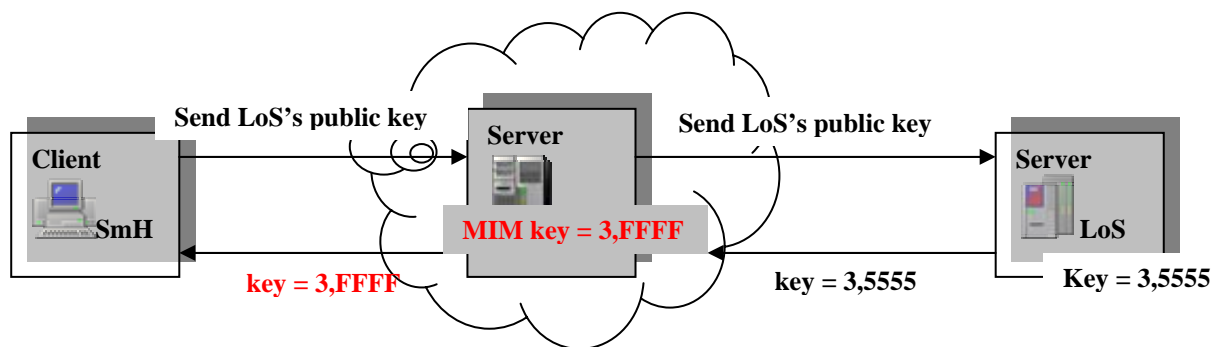 Send LoS’s public key
Send LoS’s public key
Client
SmH
Server
MIM key = 3,FFFF
Server
LoS
key = 3,FFFF
key = 3,5555
Key = 3,5555